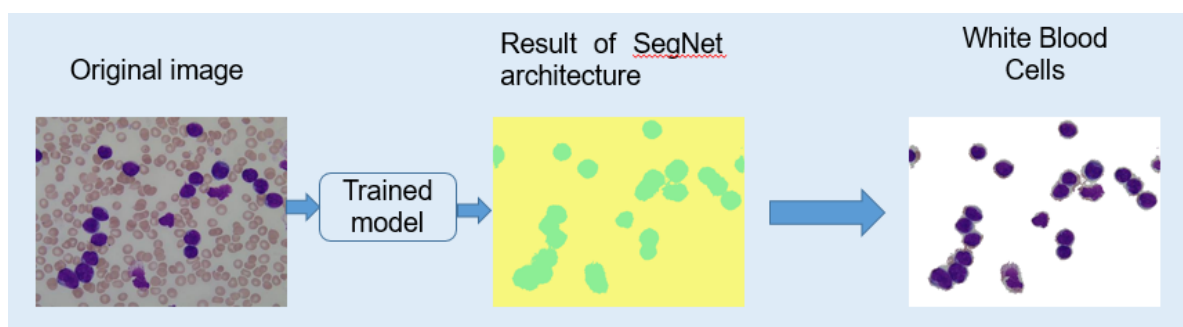 Original image
Trained
model
Result of SegNet
architecture
White Blood
Cells